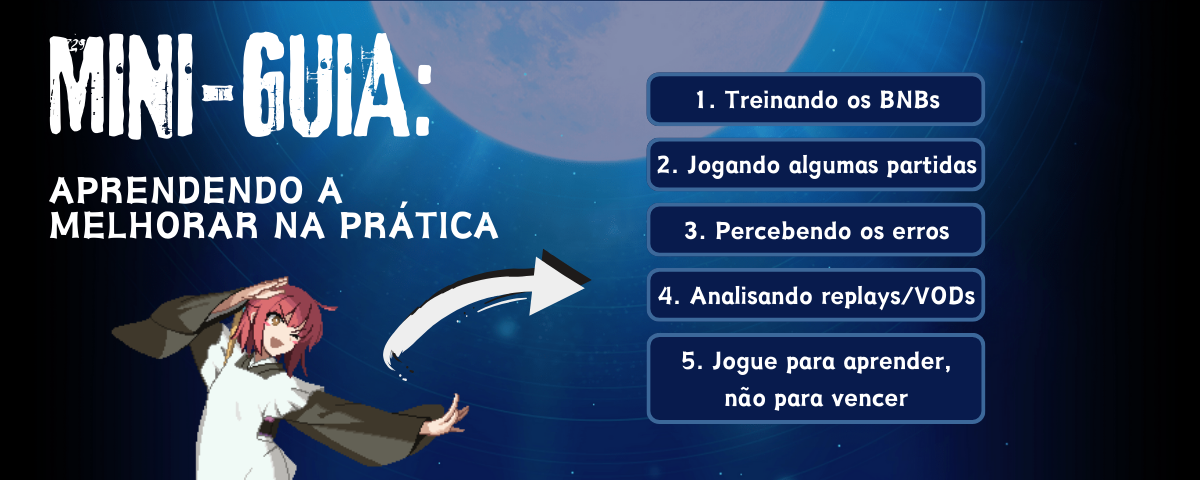 MINI-GUIA:
APRENDENDO A
MELHORAR NA PRÁTICA
1. Treinando os BNBs
2. Jogando algumas partidas
3. Percebendo os erros
4. Analisando replays/VODs
5. Jogue para aprender,
não para vencer